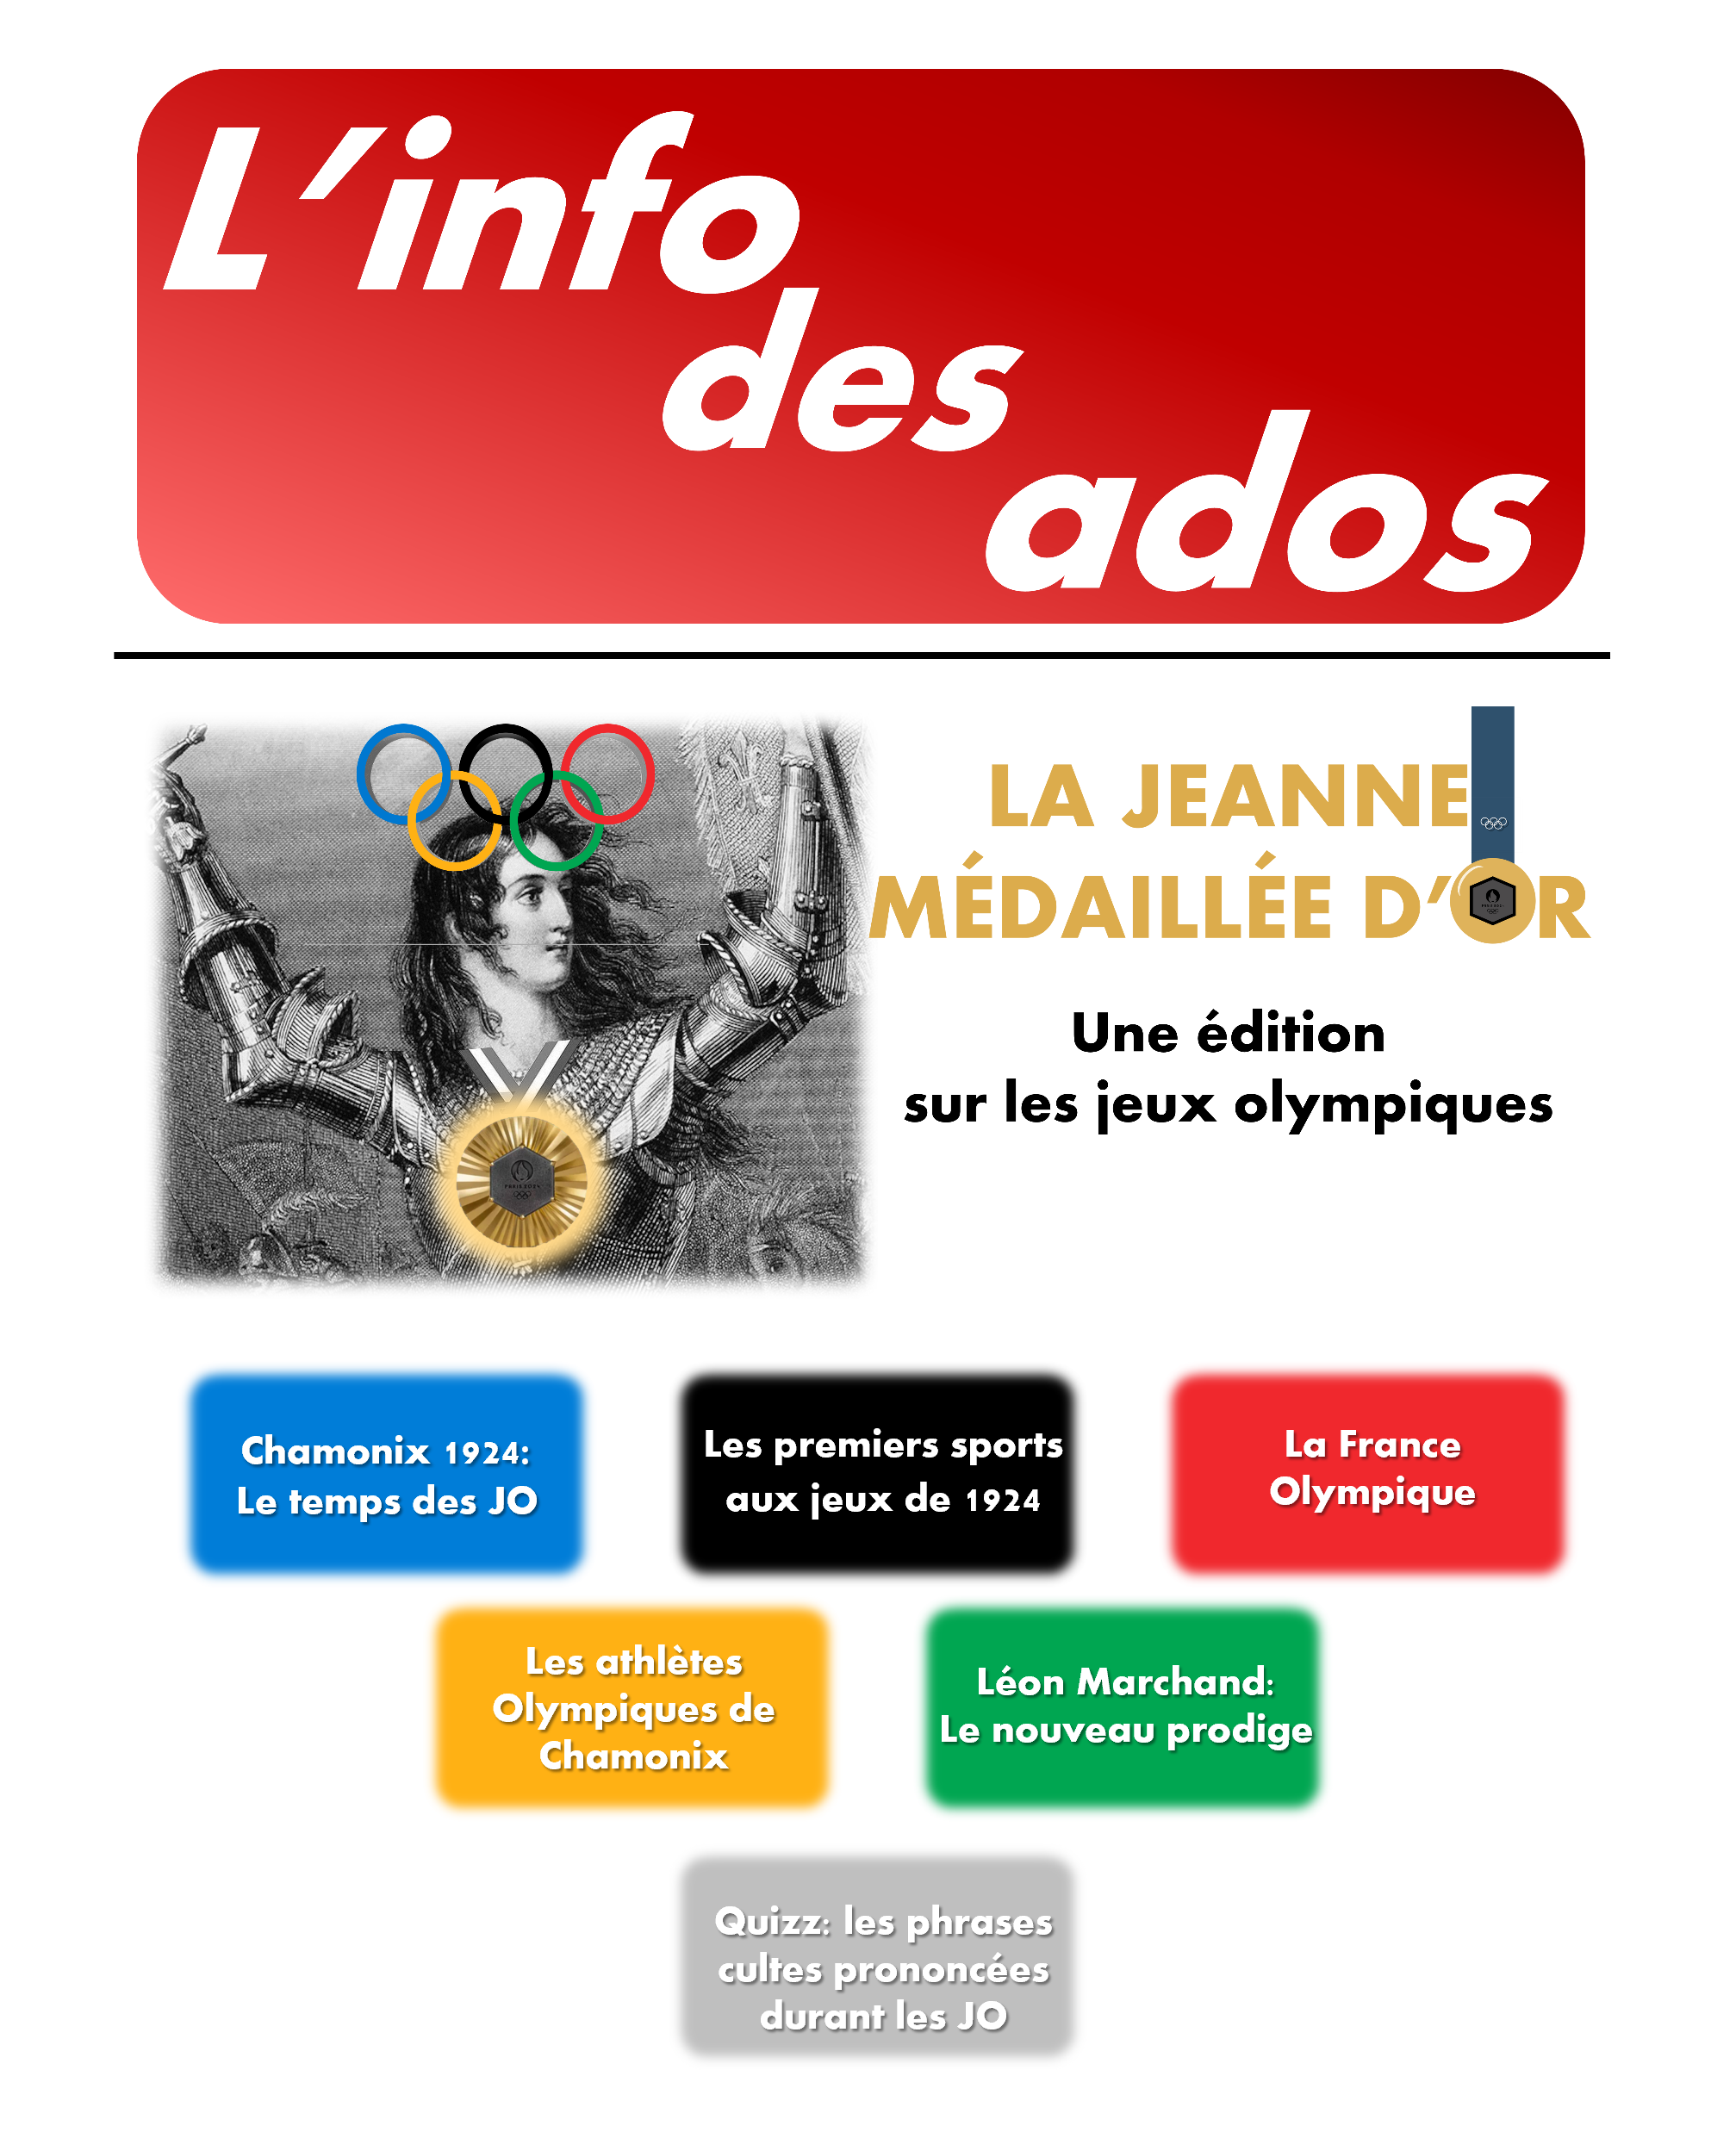 L'info
des
ados
LA JEANNE
MÉDAILLÉE D'OR
Une édition
sur les jeux olympiques
PARIS 2024
Chamonix 1924:
Le temps des JO
Les premiers sports
aux jeux de 1924
La France
Olympique
Les athlètes
Olympiques de
Chamonix
Léon Marchand:
Le nouveau prodige
Quizz: les phrases
cultes prononcées
durant les JO